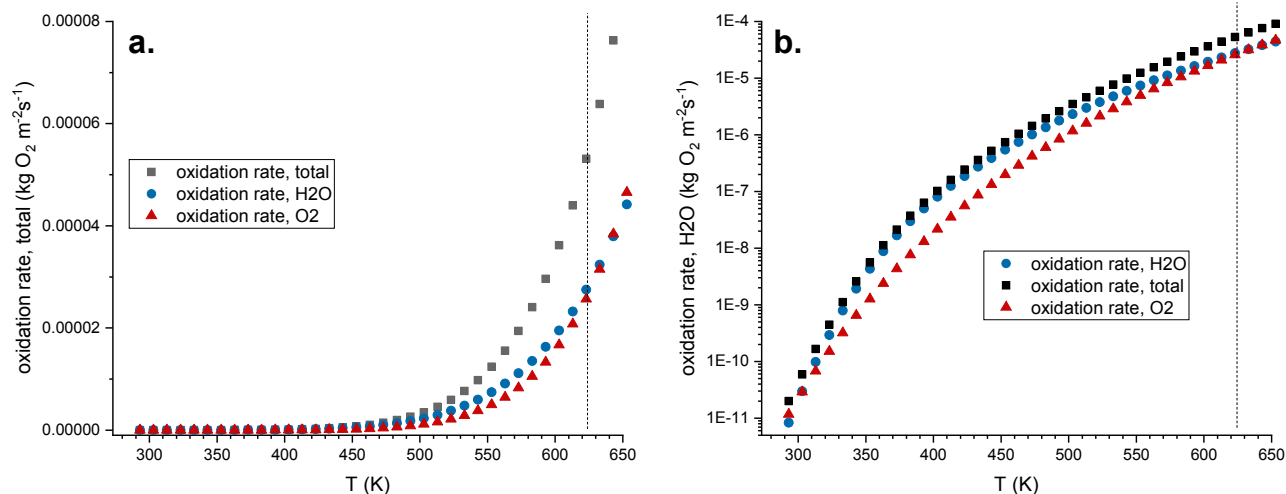 a.
oxidation rate, total (kg O2 m-2s-1)
0.00008
0.00006
0.00004
0.00002
0.00000
oxidation rate, total
oxidation rate, H2O
oxidation rate, O2
300 350 400 450 500 550 600 650
T (K)
b.
oxidation rate, H2O (kg O2 m-2s-1)
1E-4
1E-5
1E-6
1E-7
1E-8
1E-9
1E-10
1E-11
oxidation rate, H2O
oxidation rate, total
oxidation rate, O2
300 350 400 450 500 550 600 650
T (K)